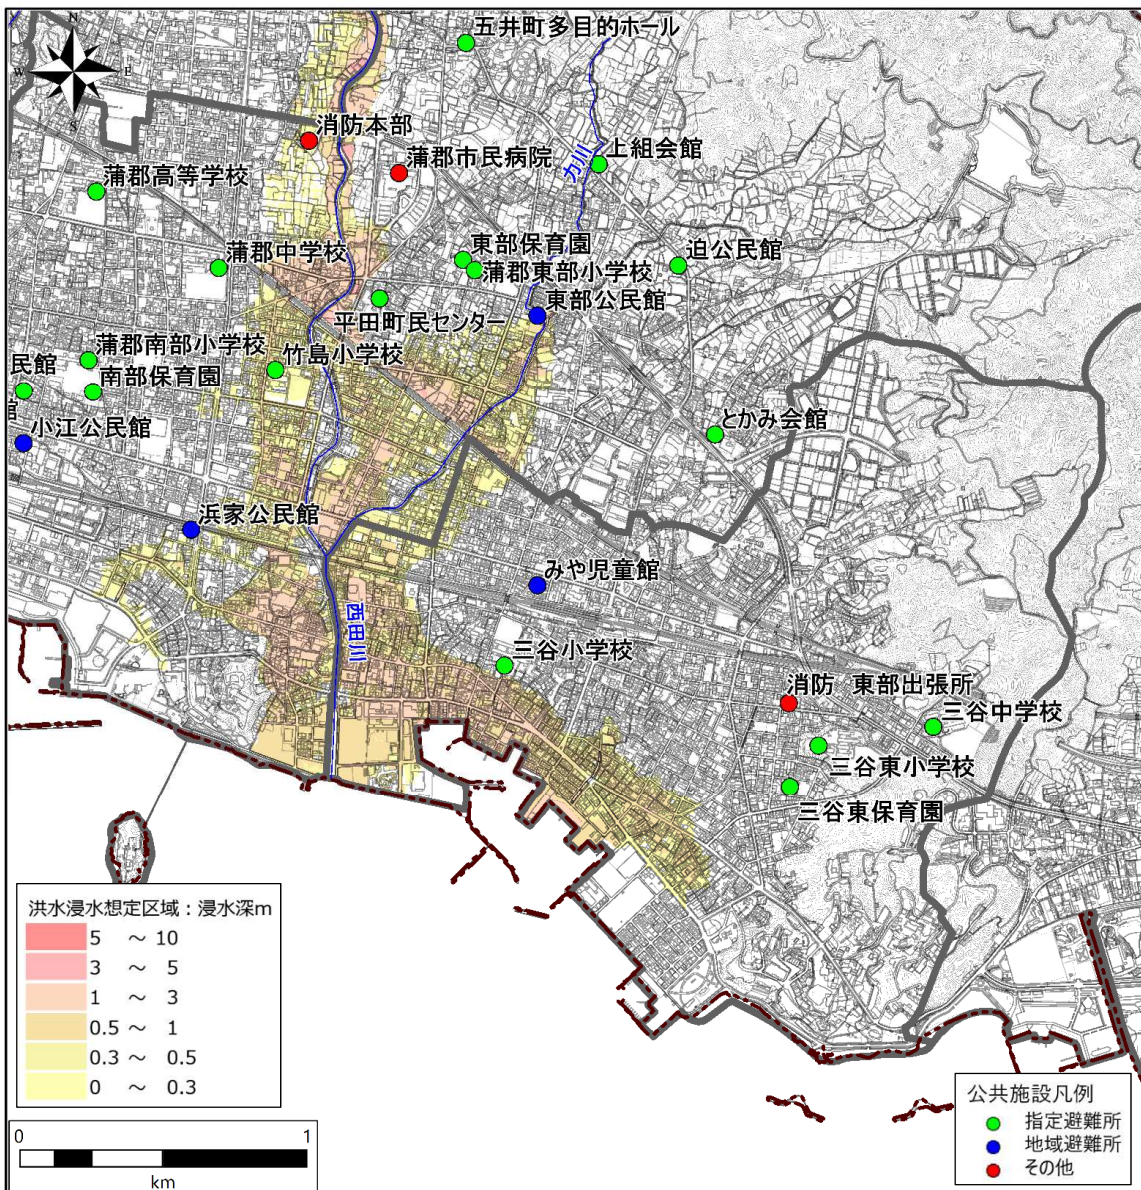 N
W
E
S
五井町多目的ホール
消防本部
蒲郡市民病院
上組会館
力川
蒲郡高等学校
東部保育園
迫公民館
蒲郡中学校
蒲郡東部小学校
東部公民館
平田町民センター
蒲郡南部小学校
竹島小学校
民館
南部保育園
館
小江公民館
とかみ会館
浜家公民館
みや児童館
西田川
三谷小学校
消防 東部出張所
三谷中学校
三谷東小学校
三谷東保育園
洪水浸水想定区域：浸水深m
5 ～ 10
3 ～ 5
1 ～ 3
0.5 ～ 1
0.3 ～ 0.5
0 ～ 0.3
0 1
km
公共施設凡例
指定避難所
地域避難所
その他